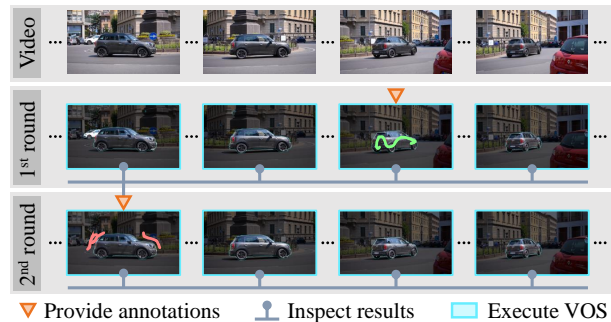 Video
... ... ... ... ...
1st round
... ... ... ... ...
2nd round
... ... ... ... ...
Provide annotations Inspect results Execute VOS